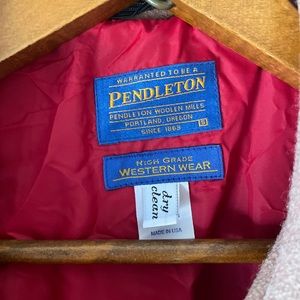 WARRANTED TO BE A
PENDLETON
PENDLETON WOOLEN MILLS
PORTLAND, OREGON
SINCE 1863
S
HIGH GRADE
WESTERN WEAR
dry
clean
MADE IN USA